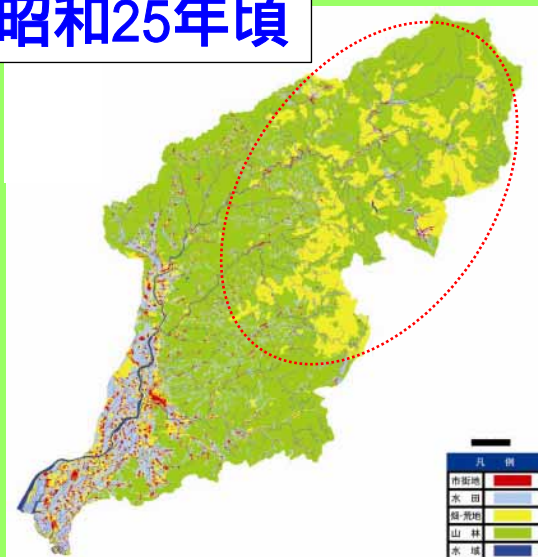 昭和25年頃
凡 例
市街地
水 田
畑・荒地
山 林
水 域